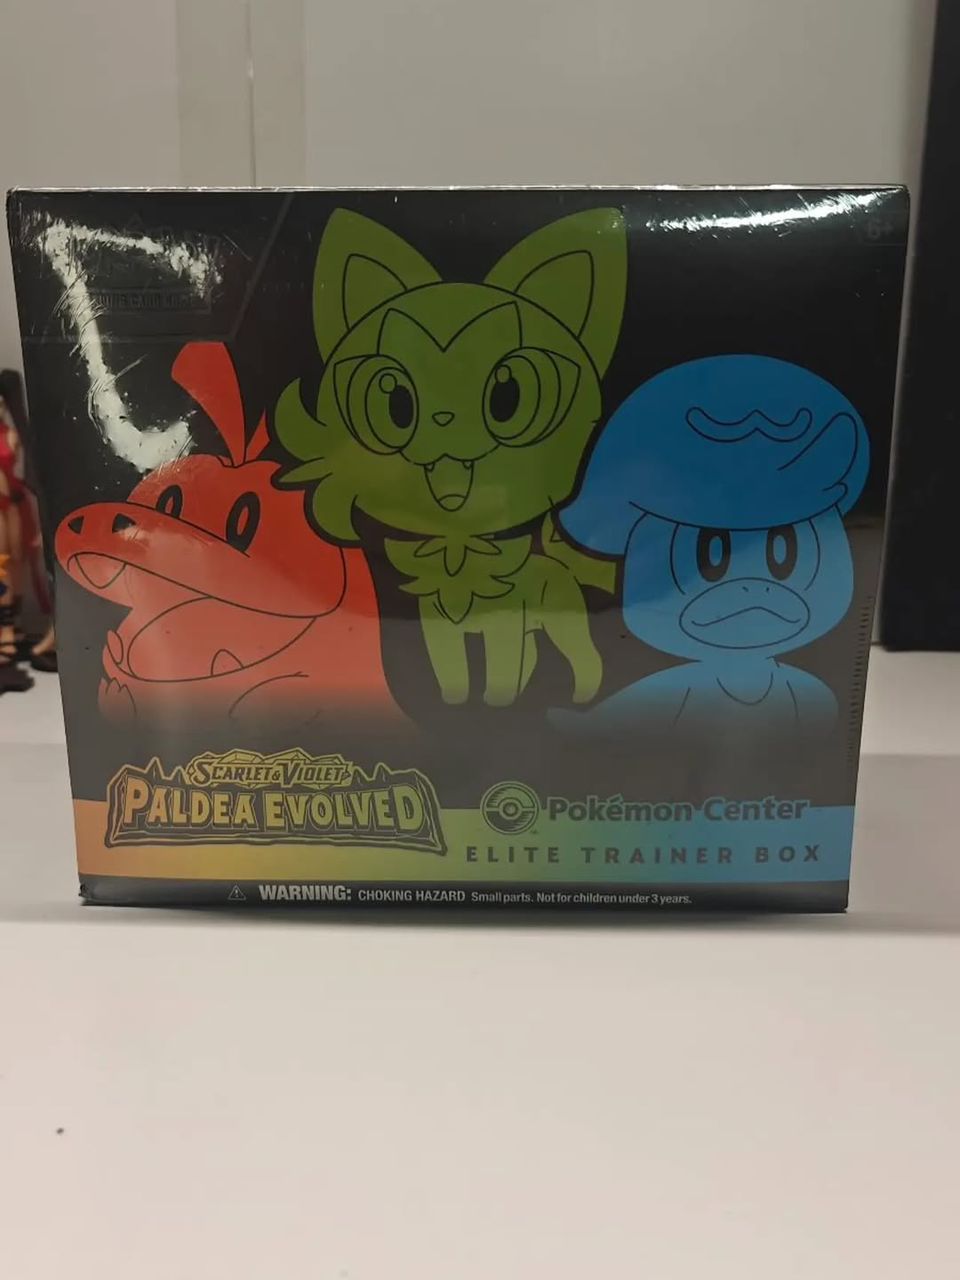 6+
SCARLET & VIOLET
PALDEA EVOLVED
Pokémon Center
ELITE TRAINER BOX
WARNING: CHOKING HAZARD Small parts. Not for children under 3 years.